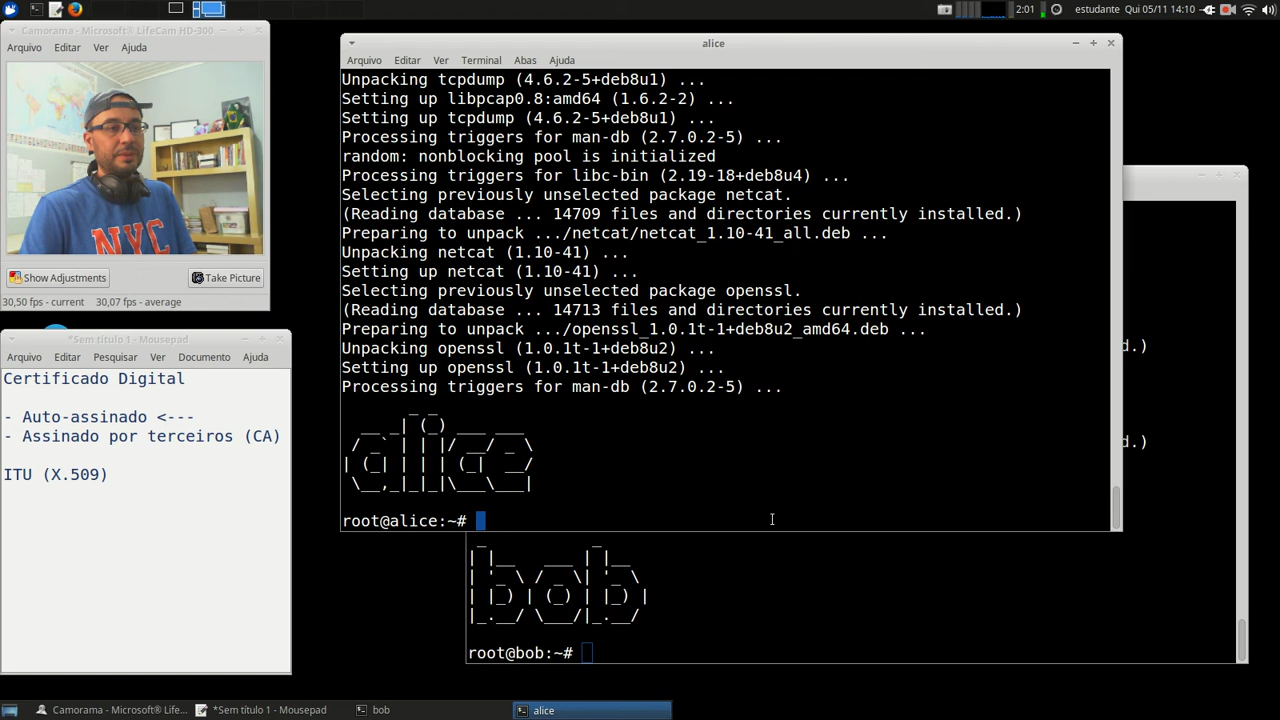 2:01 estudante Qui 05/11 14:10
Camorama - Microsoft® LifeCam HD-300
Arquivo Editar Ver Ajuda
NYC
Show Adjustments Take Picture
30,50 fps - current 30,07 fps - average
*Sem título 1 - Mousepad
Arquivo Editar Pesquisar Ver Documento Ajuda
Certificado Digital
- Auto-assinado <---
- Assinado por terceiros (CA)
ITU (X.509)
alice
Arquivo Editar Ver Terminal Abas Ajuda
Unpacking tcpdump (4.6.2-5+deb8u1) ...
Setting up libpcap0.8:amd64 (1.6.2-2) ...
Setting up tcpdump (4.6.2-5+deb8u1) ...
Processing triggers for man-db (2.7.0.2-5) ...
random: nonblocking pool is initialized
Processing triggers for libc-bin (2.19-18+deb8u4) ...
Selecting previously unselected package netcat.
(Reading database ... 14709 files and directories currently installed.)
Preparing to unpack .../netcat/netcat_1.10-41_all.deb ...
Unpacking netcat (1.10-41) ...
Setting up netcat (1.10-41) ...
Selecting previously unselected package openssl.
(Reading database ... 14713 files and directories currently installed.)
Preparing to unpack .../openssl_1.0.1t-1+deb8u2_amd64.deb ...
Unpacking openssl (1.0.1t-1+deb8u2) ...
Setting up openssl (1.0.1t-1+deb8u2) ...
Processing triggers for man-db (2.7.0.2-5) ...
alice
root@alice:~#
d.)
d.)
bob
root@bob:~#
Camorama - Microsoft® Life... *Sem título 1 - Mousepad bob alice